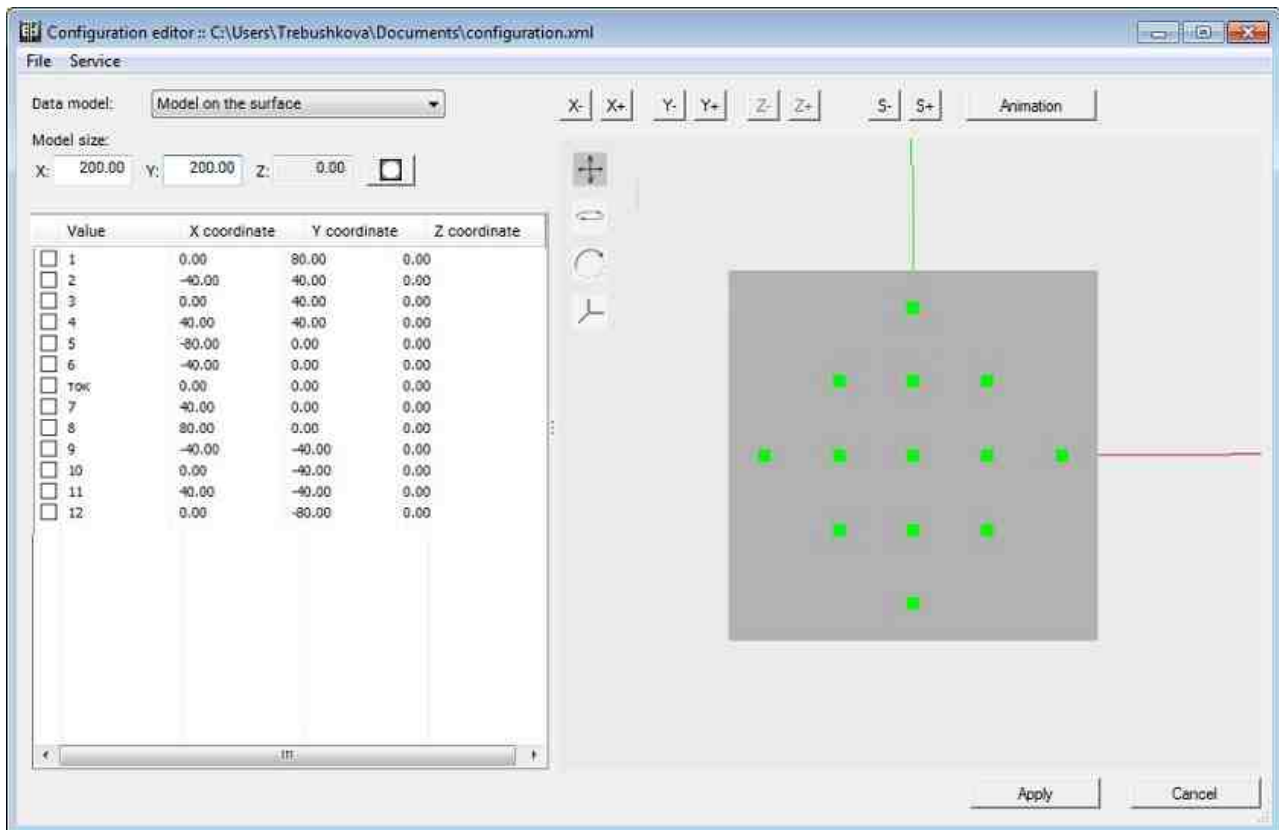 Configuration editor :: C:\Users\Trebushkova\Documents\configuration.xml
File Service
Data model: Model on the surface X- X+ Y- Y+ Z- Z+ S- S+ Animation
Model size:
X: 200.00 Y: 200.00 Z: 0.00
Value X coordinate Y coordinate Z coordinate
1 0.00 80.00 0.00
2 -40.00 40.00 0.00
3 0.00 40.00 0.00
4 40.00 40.00 0.00
5 -80.00 0.00 0.00
6 -40.00 0.00 0.00
ток 0.00 0.00 0.00
7 40.00 0.00 0.00
8 80.00 0.00 0.00
9 -40.00 -40.00 0.00
10 0.00 -40.00 0.00
11 40.00 -40.00 0.00
12 0.00 -80.00 0.00
Apply Cancel